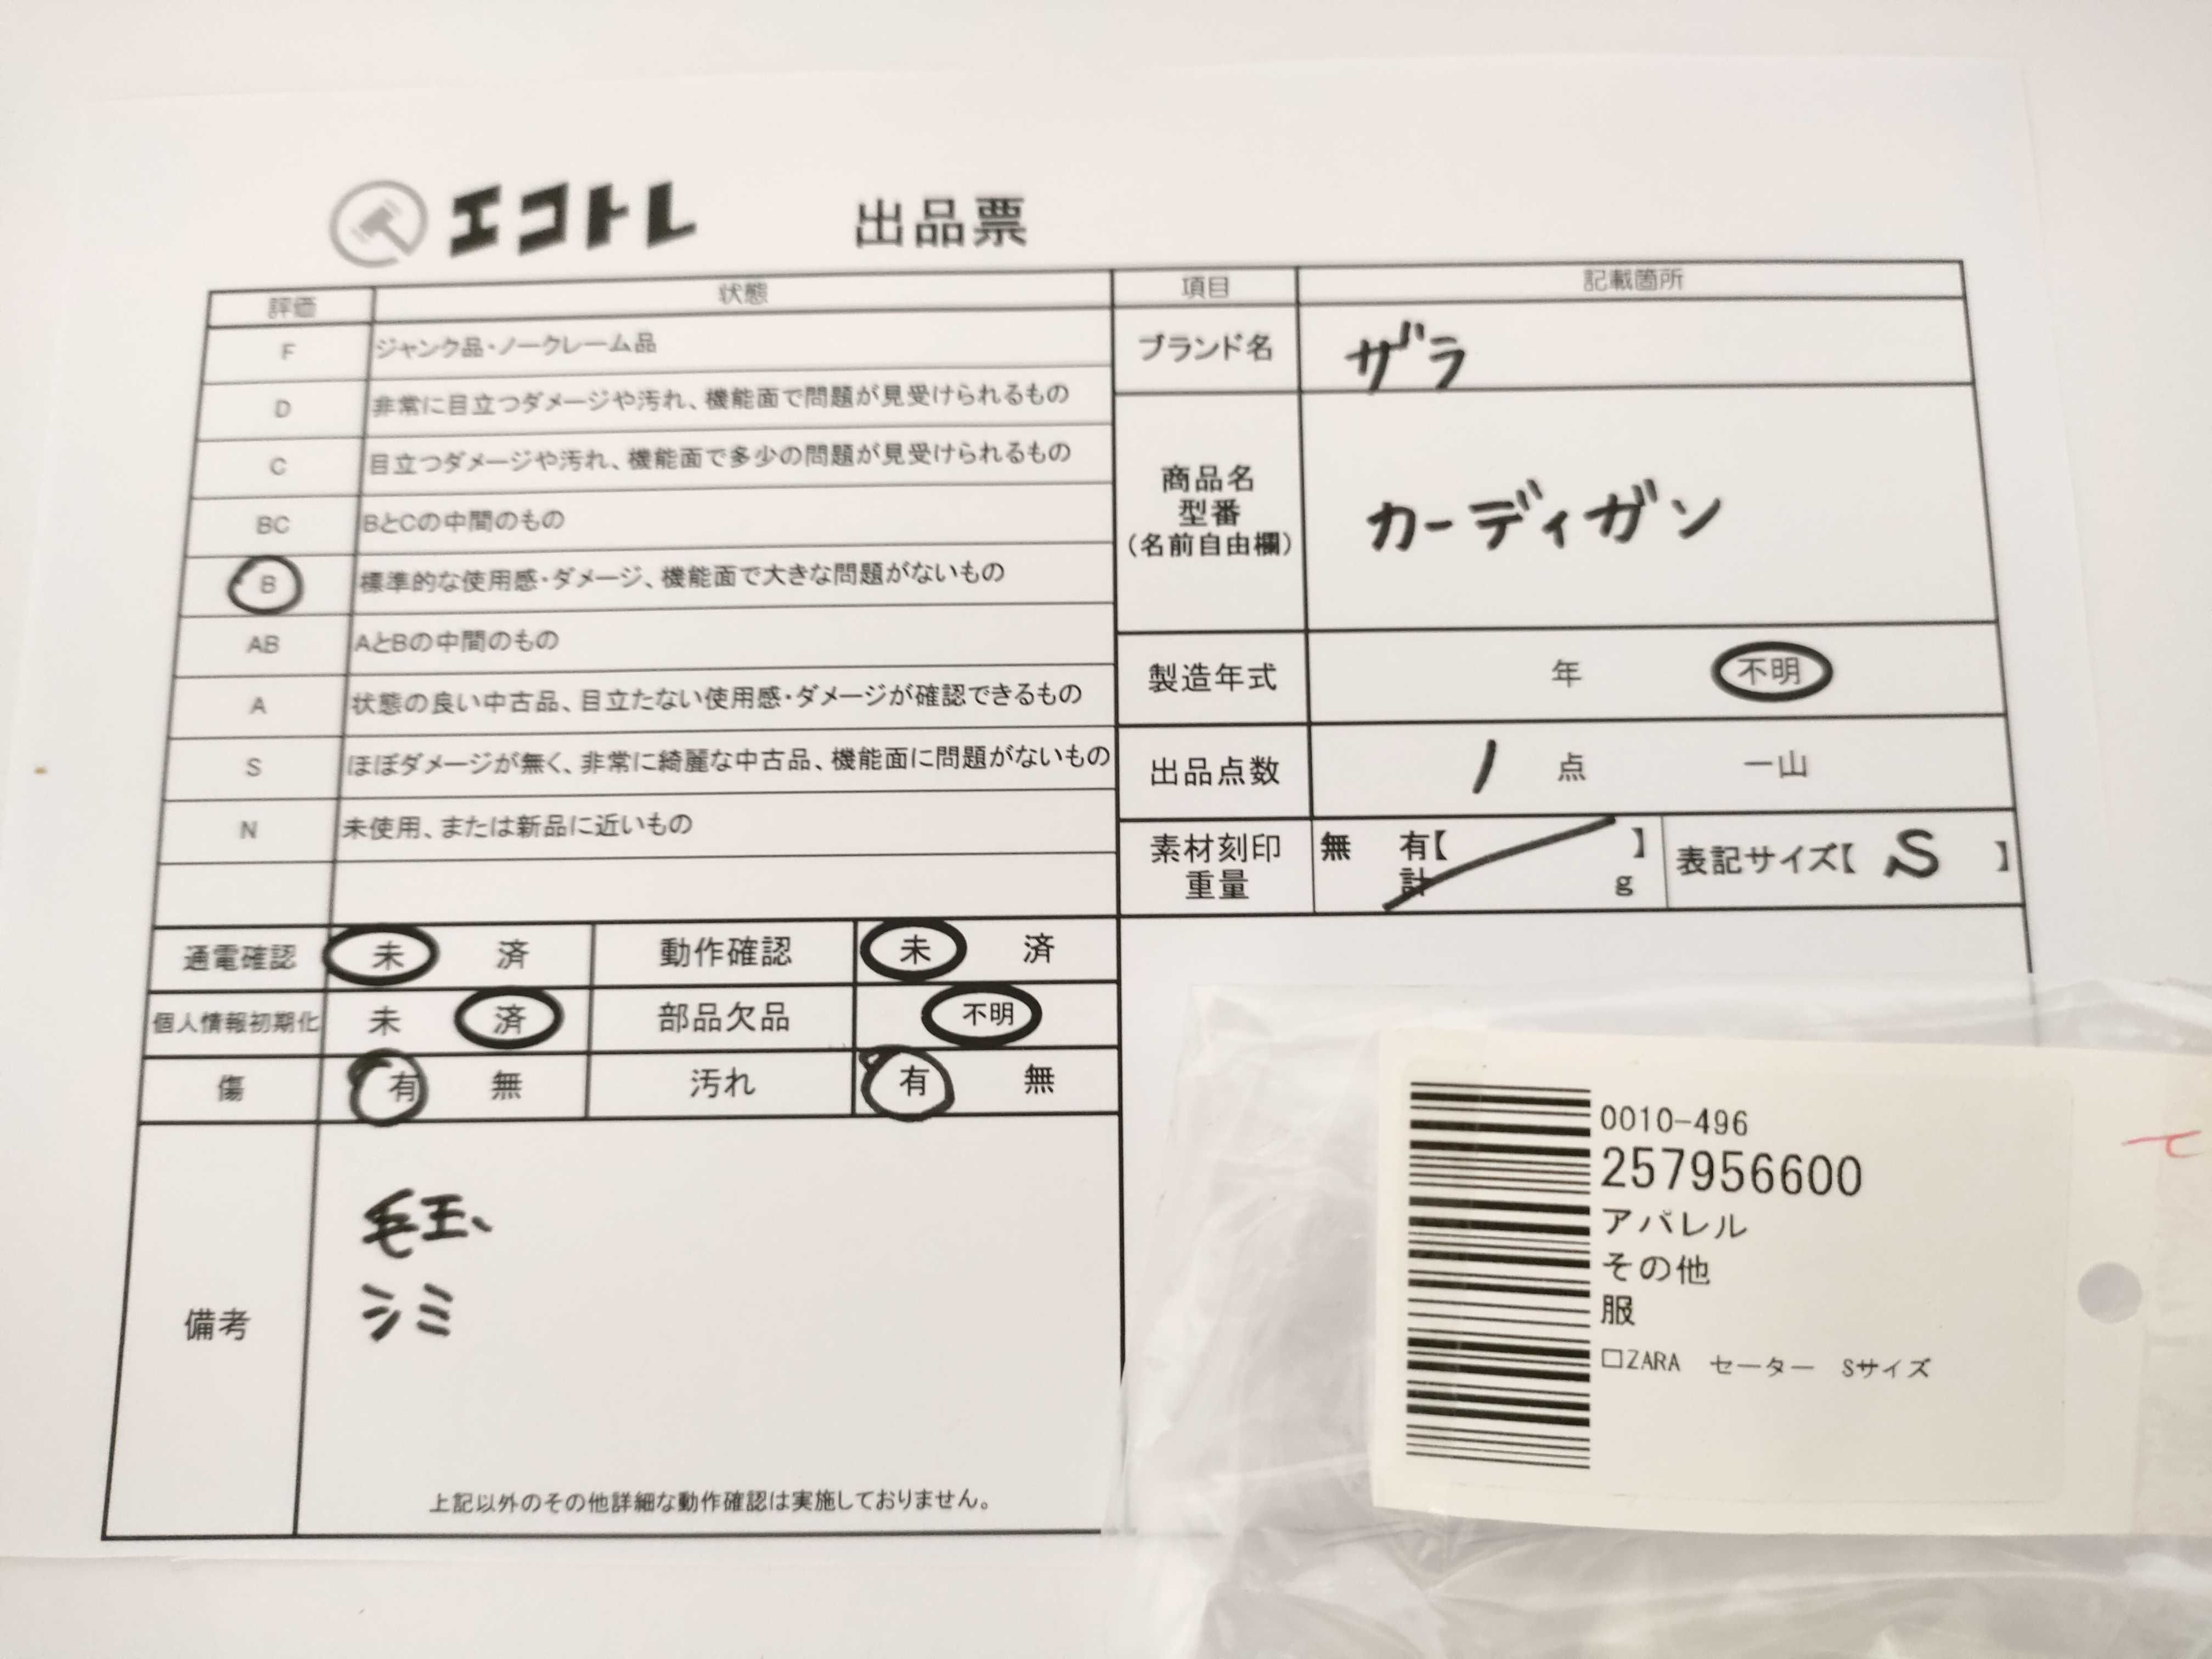 エコトレ 出品票
評価 状態
F ジャンク品・ノークレーム品
D 非常に目立つダメージや汚れ、機能面で問題が見受けられるもの
C 目立つダメージや汚れ、機能面で多少の問題が見受けられるもの
BC BとCの中間のもの
B 標準的な使用感・ダメージ、機能面で大きな問題がないもの
AB AとBの中間のもの
A 状態の良い中古品、目立たない使用感・ダメージが確認できるもの
S ほぼダメージが無く、非常に綺麗な中古品、機能面に問題がないもの
N 未使用、または新品に近いもの
項目 記載箇所
ブランド名 ザラ
商品名
型番
(名前自由欄)
カーディガン
製造年式 年 不明
出品点数 1 点 一山
素材刻印 無 有【 】
重量 計 g
表記サイズ【 S 】
通電確認 未 済 動作確認 未 済
個人情報初期化 未 済 部品欠品 不明
傷 有 無 汚れ 有 無
備考
毛玉、
シミ
上記以外のその他詳細な動作確認は実施しておりません。
0010-496
257956600
アパレル
その他
服
□ZARA セーター Sサイズ